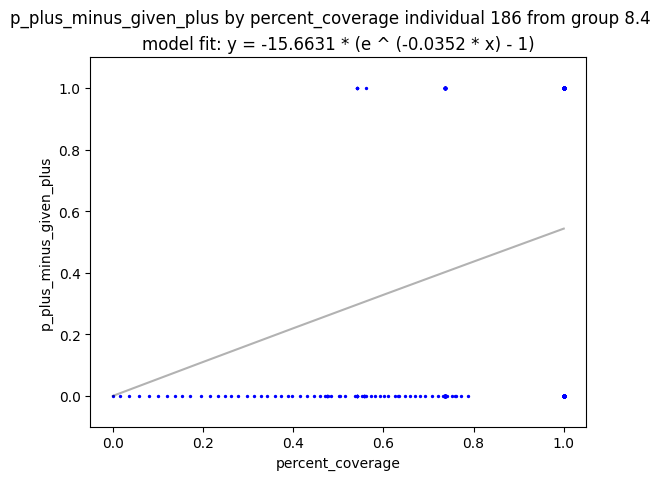 p_plus_minus_given_plus by percent_coverage individual 186 from group 8.4
model fit: y = -15.6631 * (e ^ (-0.0352 * x) - 1)
1.0
0.8
0.6
0.4
0.2
0.0
p_plus_minus_given_plus
0.0 0.2 0.4 0.6 0.8 1.0
percent_coverage